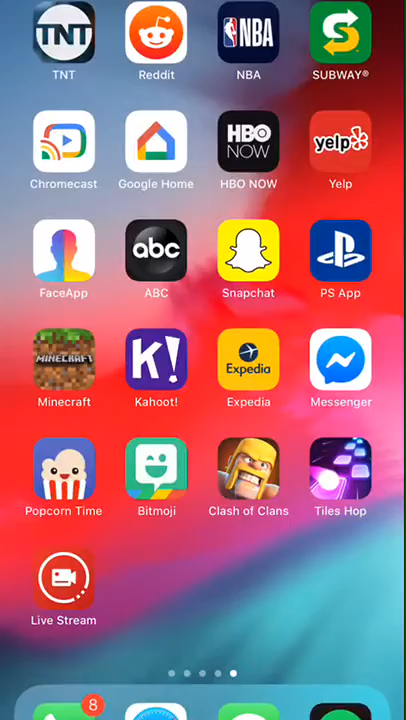 TNT
NBA
TNT
Reddit
NBA
SUBWAY®
HBO
NOW
yelp
Chromecast
Google Home
HBO NOW
Yelp
abc
FaceApp
ABC
Snapchat
PS App
MINECRAFT
K!
Expedia
Minecraft
Kahoot!
Expedia
Messenger
Popcorn Time
Bitmoji
Clash of Clans
Tiles Hop
Live Stream
8